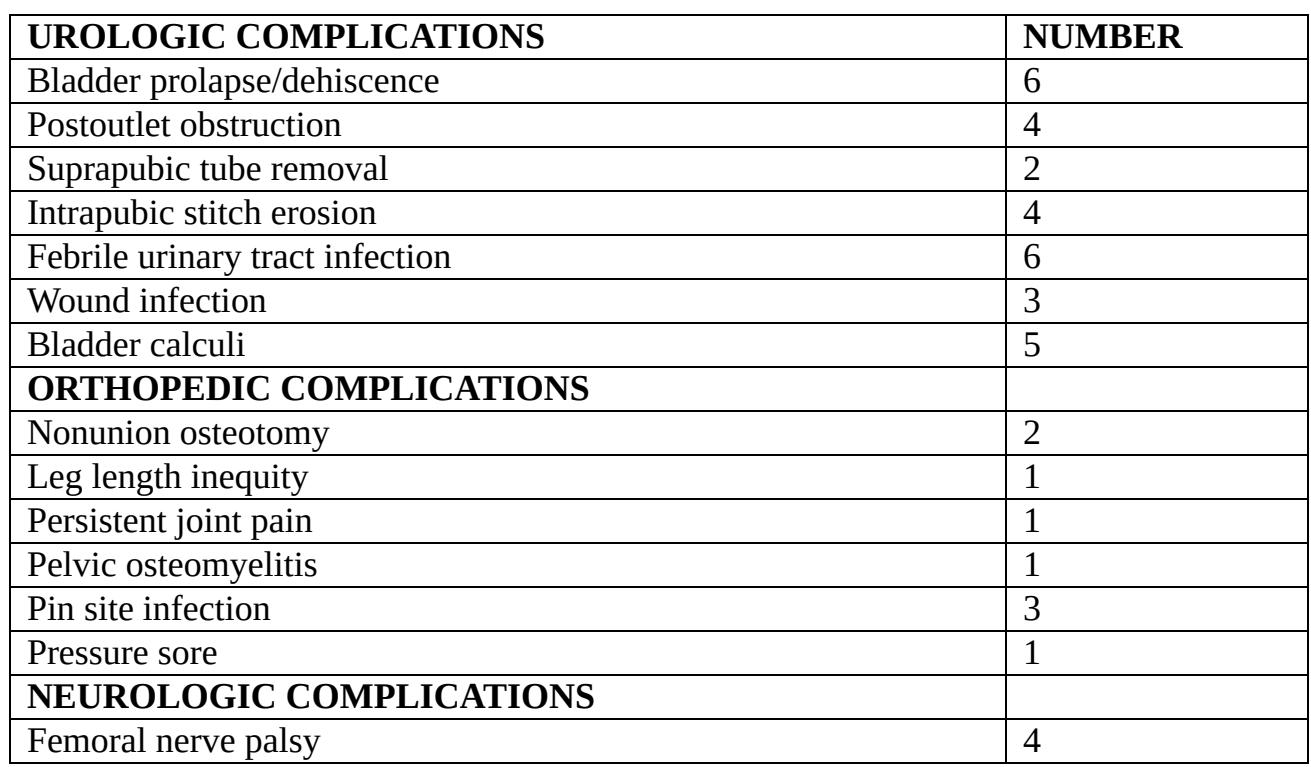 UROLOGIC COMPLICATIONS NUMBER
Bladder prolapse/dehiscence 6
Postoutlet obstruction 4
Suprapubic tube removal 2
Intrapubic stitch erosion 4
Febrile urinary tract infection 6
Wound infection 3
Bladder calculi 5
ORTHOPEDIC COMPLICATIONS
Nonunion osteotomy 2
Leg length inequity 1
Persistent joint pain 1
Pelvic osteomyelitis 1
Pin site infection 3
Pressure sore 1
NEUROLOGIC COMPLICATIONS
Femoral nerve palsy 4